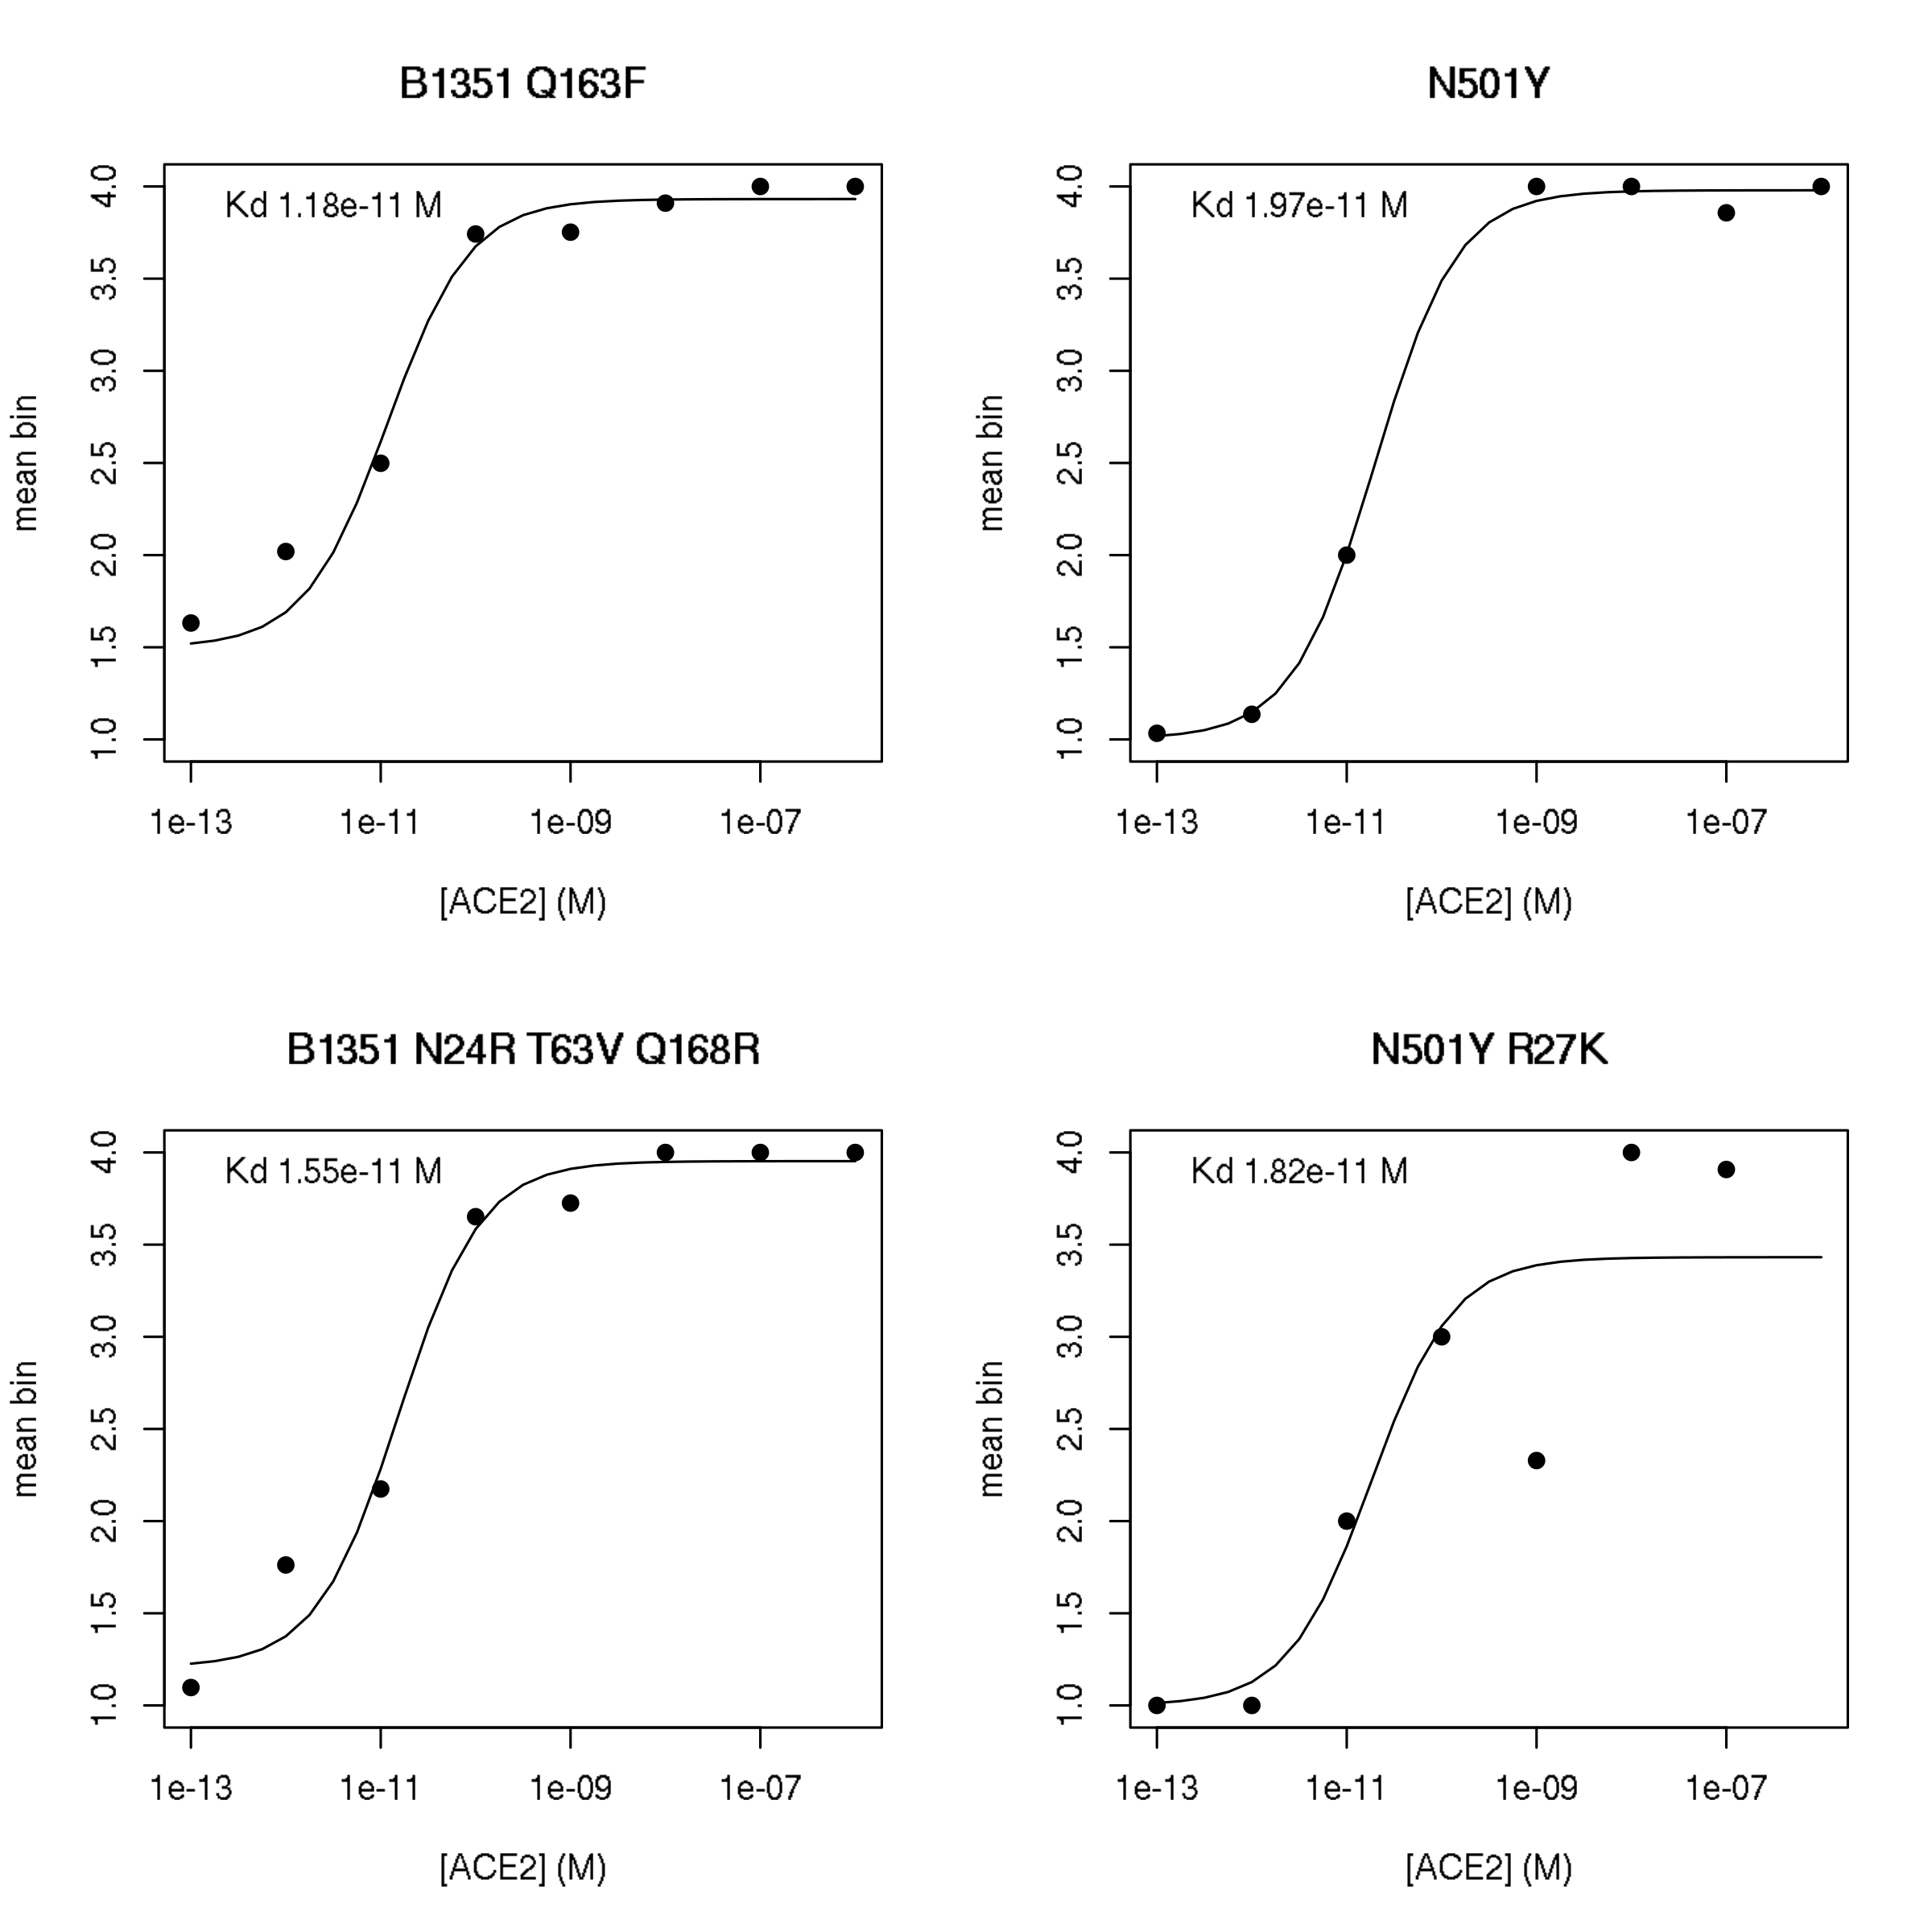 B1351 Q163F
Kd 1.18e-11 M
4.0
3.5
3.0
2.5
2.0
1.5
1.0
mean bin
1e-13 1e-11 1e-09 1e-07
[ACE2] (M)
N501Y
Kd 1.97e-11 M
4.0
3.5
3.0
2.5
2.0
1.5
1.0
mean bin
1e-13 1e-11 1e-09 1e-07
[ACE2] (M)
B1351 N24R T63V Q168R
Kd 1.55e-11 M
4.0
3.5
3.0
2.5
2.0
1.5
1.0
mean bin
1e-13 1e-11 1e-09 1e-07
[ACE2] (M)
N501Y R27K
Kd 1.82e-11 M
4.0
3.5
3.0
2.5
2.0
1.5
1.0
mean bin
1e-13 1e-11 1e-09 1e-07
[ACE2] (M)